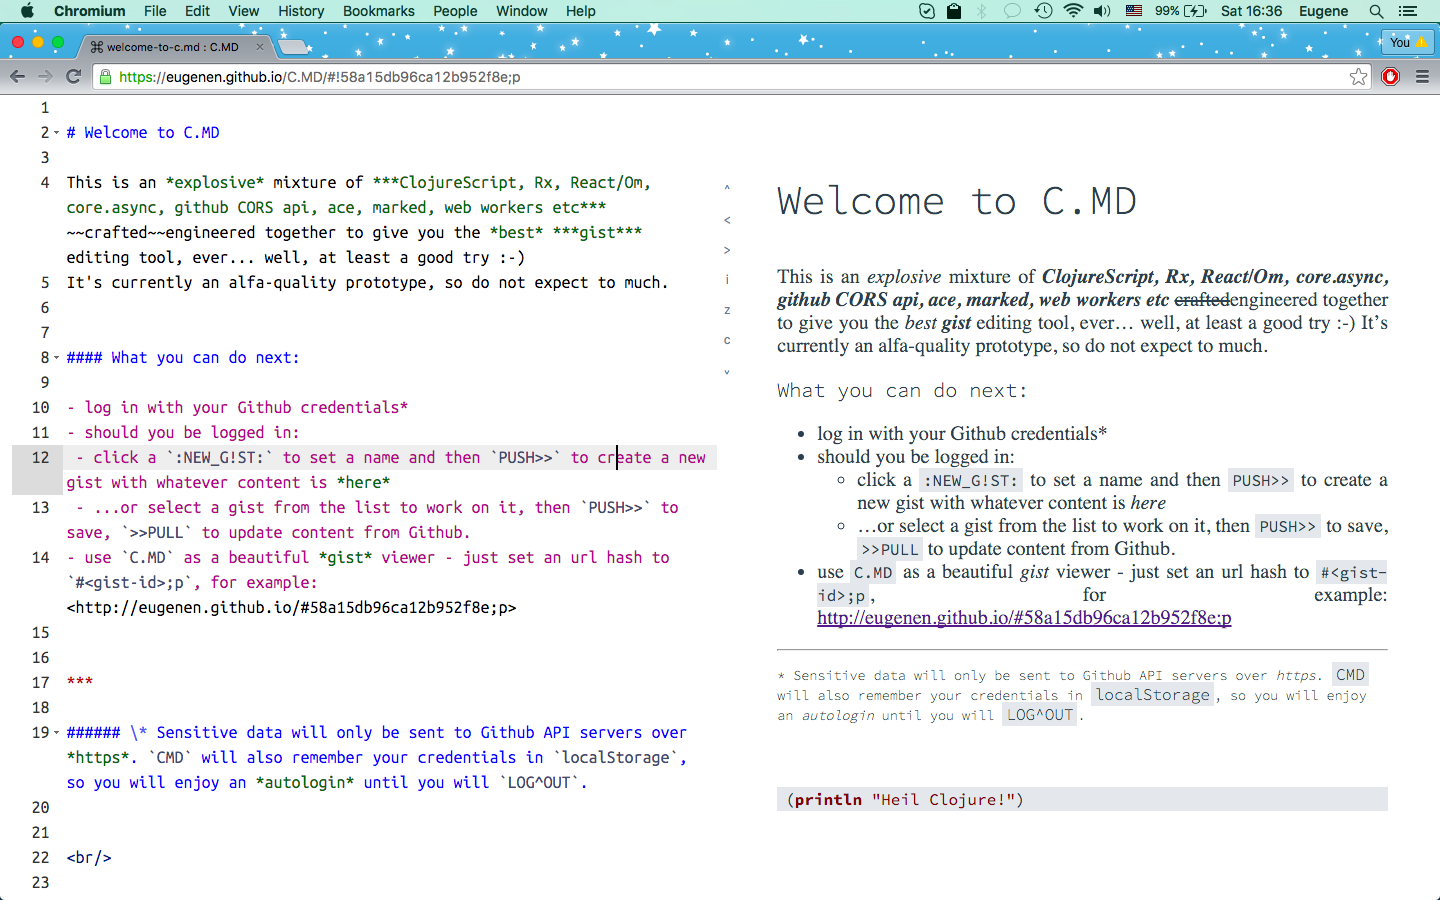 Chromium File Edit View History Bookmarks People Window Help 99% Sat 16:36 Eugene
welcome-to-c.md : C.MD × You
https://eugenen.github.io/C.MD/#!58a15db96ca12b952f8e;p
1
2 # Welcome to C.MD
3
4 This is an *explosive* mixture of ***ClojureScript, Rx, React/Om,
core.async, github CORS api, ace, marked, web workers etc***
~~crafted~~engineered together to give you the *best* ***gist***
editing tool, ever... well, at least a good try :-)
5 It's currently an alfa-quality prototype, so do not expect to much.
6
7
8 #### What you can do next:
9
10 - log in with your Github credentials*
11 - should you be logged in:
12 - click a `:NEW_G!ST:` to set a name and then `PUSH>>` to create a new
gist with whatever content is *here*
13 - ...or select a gist from the list to work on it, then `PUSH>>` to
save, `>>PULL` to update content from Github.
14 - use `C.MD` as a beautiful *gist* viewer - just set an url hash to
`#<gist-id>;p`, for example:
<http://eugenen.github.io/#58a15db96ca12b952f8e;p>
15
16
17 ***
18
19 ###### \* Sensitive data will only be sent to Github API servers over
*https*. `CMD` will also remember your credentials in `localStorage`,
so you will enjoy an *autologin* until you will `LOG^OUT`.
20
21
22 <br/>
23
^
<
>
i
z
c
v
Welcome to C.MD
This is an explosive mixture of ClojureScript, Rx, React/Om, core.async,
github CORS api, ace, marked, web workers etc craftedengineered together
to give you the best gist editing tool, ever… well, at least a good try :-) It’s
currently an alfa-quality prototype, so do not expect to much.
What you can do next:
• log in with your Github credentials*
• should you be logged in:
◦ click a :NEW_G!ST: to set a name and then PUSH>> to create a
new gist with whatever content is here
◦ …or select a gist from the list to work on it, then PUSH>> to save,
>>PULL to update content from Github.
• use C.MD as a beautiful gist viewer - just set an url hash to #<gist-
id>;p, for example:
http://eugenen.github.io/#58a15db96ca12b952f8e;p
* Sensitive data will only be sent to Github API servers over https. CMD
will also remember your credentials in localStorage, so you will enjoy
an autologin until you will LOG^OUT.
(println "Heil Clojure!")